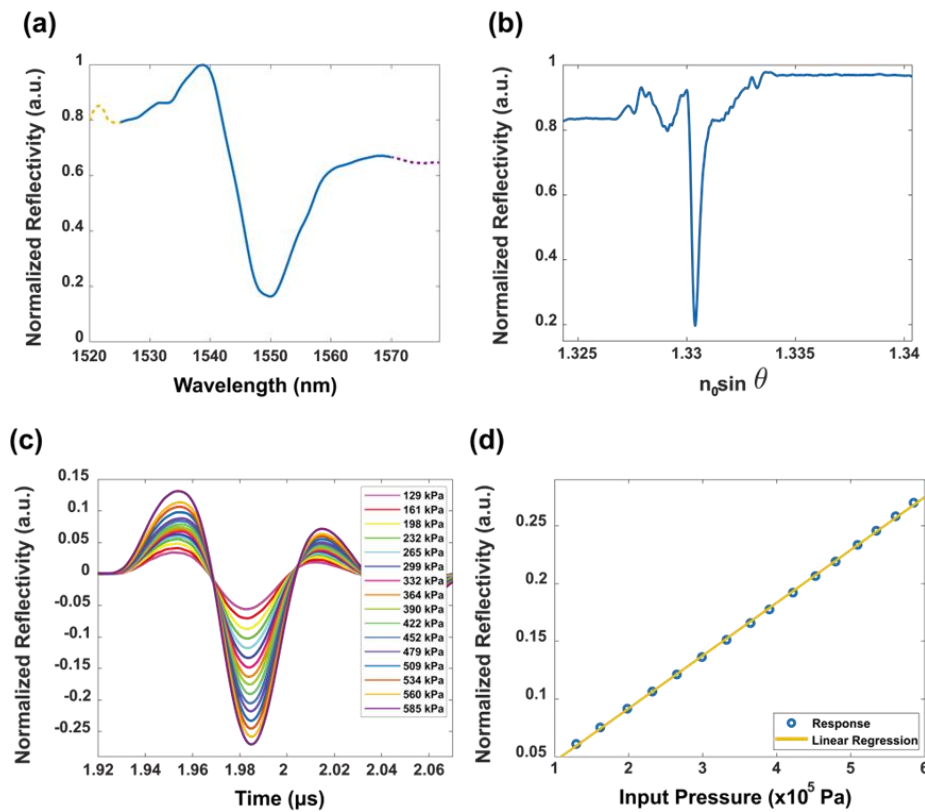 (a)
Normalized Reflectivity (a.u.)
1
0.8
0.6
0.4
0.2
0
1520 1530 1540 1550 1560 1570
Wavelength (nm)
(b)
Normalized Reflectivity (a.u.)
1
0.8
0.6
0.4
0.2
1.325 1.33 1.335 1.34
n₀sin θ
(c)
Normalized Reflectivity (a.u.)
0.15
0.1
0.05
0
-0.05
-0.1
-0.15
-0.2
-0.25
1.92 1.94 1.96 1.98 2 2.02 2.04 2.06
Time (µs)
129 kPa
161 kPa
198 kPa
232 kPa
265 kPa
299 kPa
332 kPa
364 kPa
390 kPa
422 kPa
452 kPa
479 kPa
509 kPa
534 kPa
560 kPa
585 kPa
(d)
Normalized Reflectivity (a.u.)
0.25
0.2
0.15
0.1
0.05
1 2 3 4 5 6
Input Pressure (x10⁵ Pa)
Response
Linear Regression